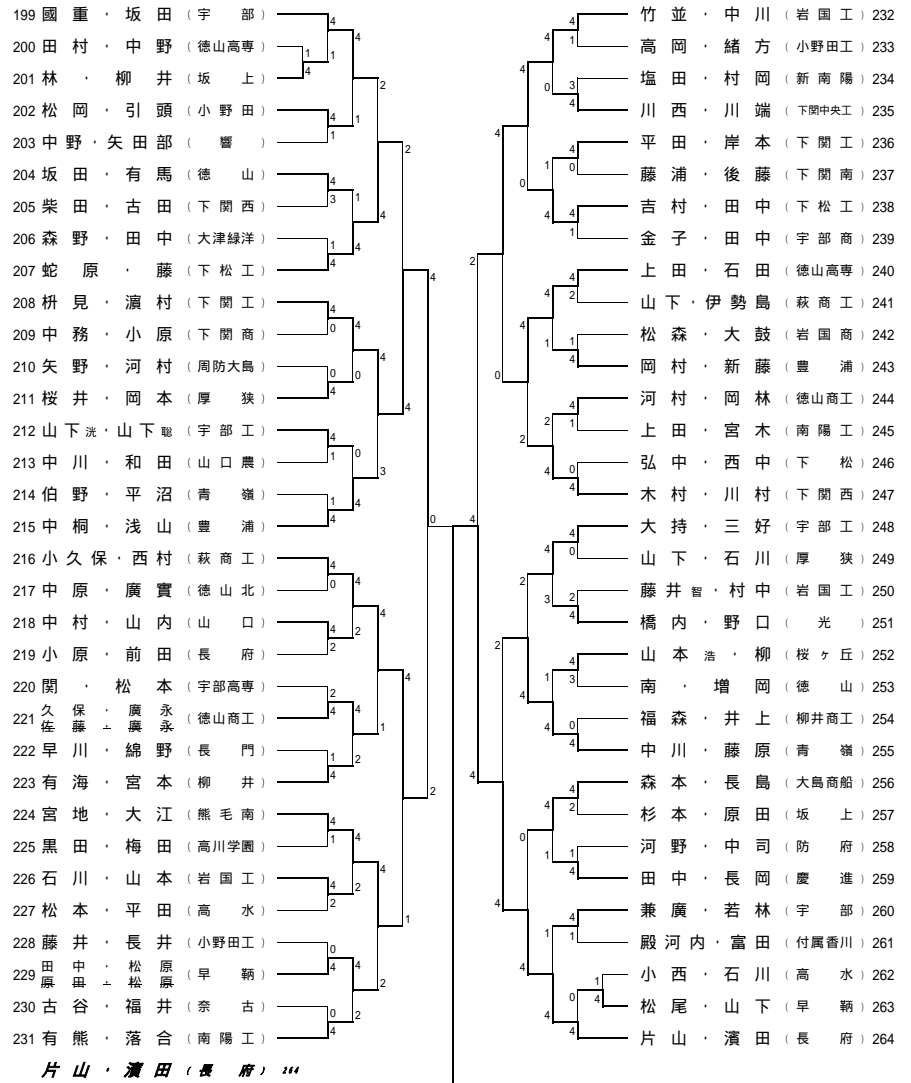 199 國重・坂田 (宇部)
200 田村・中野 (徳山高専)
201 林・柳井 (坂上)
202 松岡・引頭 (小野田)
203 中野・矢田部 (響)
204 坂田・有馬 (徳山)
205 柴田・古田 (下関西)
206 森野・田中 (大津緑洋)
207 蛇原・藤 (下松工)
208 枡見・濵村 (下関工)
209 中務・小原 (下関商)
210 矢野・河村 (周防大島)
211 桜井・岡本 (厚狭)
212 山下洸・山下聡 (宇部工)
213 中川・和田 (山口農)
214 伯野・平沼 (青嶺)
215 中桐・浅山 (豊浦)
216 小久保・西村 (萩商工)
217 中原・廣實 (徳山北)
218 中村・山内 (山口)
219 小原・前田 (長府)
220 関・松本 (宇部高専)
久保・廣永
221 (徳山商工)
佐藤・廣永
222 早川・綿野 (長門)
223 有海・宮本 (柳井)
224 宮地・大江 (熊毛南)
225 黒田・梅田 (高川学園)
226 石川・山本 (岩国工)
227 松本・平田 (高水)
228 藤井・長井 (小野田工)
田中・松原
229 (早鞆)
原田・松原
230 古谷・福井 (奈古)
231 有熊・落合 (南陽工)
片山・濱田 (長府) 264
竹並・中川 (岩国工) 232
高岡・緒方 (小野田工) 233
塩田・村岡 (新南陽) 234
川西・川端 (下関中央工) 235
平田・岸本 (下関工) 236
藤浦・後藤 (下関南) 237
吉村・田中 (下松工) 238
金子・田中 (宇部商) 239
上田・石田 (徳山高専) 240
山下・伊勢島 (萩商工) 241
松森・大鼓 (岩国商) 242
岡村・新藤 (豊浦) 243
河村・岡林 (徳山商工) 244
上田・宮木 (南陽工) 245
弘中・西中 (下松) 246
木村・川村 (下関西) 247
大持・三好 (宇部工) 248
山下・石川 (厚狭) 249
藤井智・村中 (岩国工) 250
橋内・野口 (光) 251
山本浩・柳 (桜ヶ丘) 252
南・増岡 (徳山) 253
福森・井上 (柳井商工) 254
中川・藤原 (青嶺) 255
森本・長島 (大島商船) 256
杉本・原田 (坂上) 257
河野・中司 (防府) 258
田中・長岡 (慶進) 259
兼廣・若林 (宇部) 260
殿河内・富田 (付属香川) 261
小西・石川 (高水) 262
松尾・山下 (早鞆) 263
片山・濱田 (長府) 264